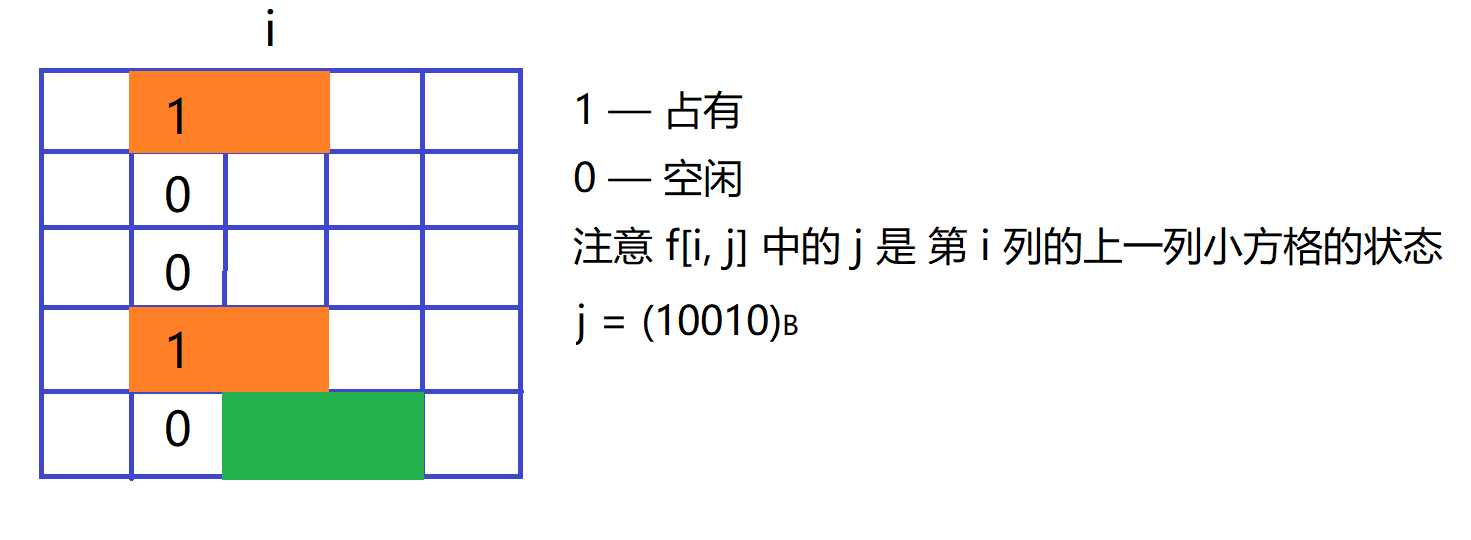 i
1
0
0
1
0
1 — 占有
0 — 空闲
注意 f[i, j] 中的 j 是 第 i 列的上一列小方格的状态
j = (10010)B